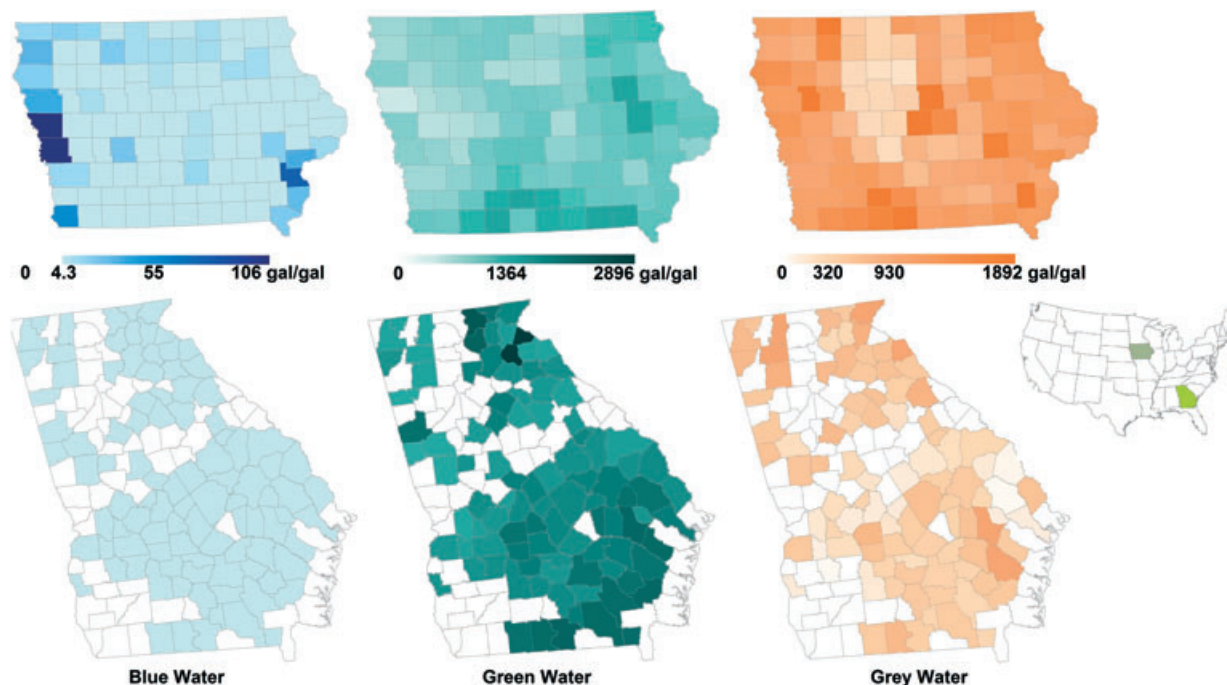 0 4.3 55 106 gal/gal
0 1364 2896 gal/gal
0 320 930 1892 gal/gal
Blue Water
Green Water
Grey Water